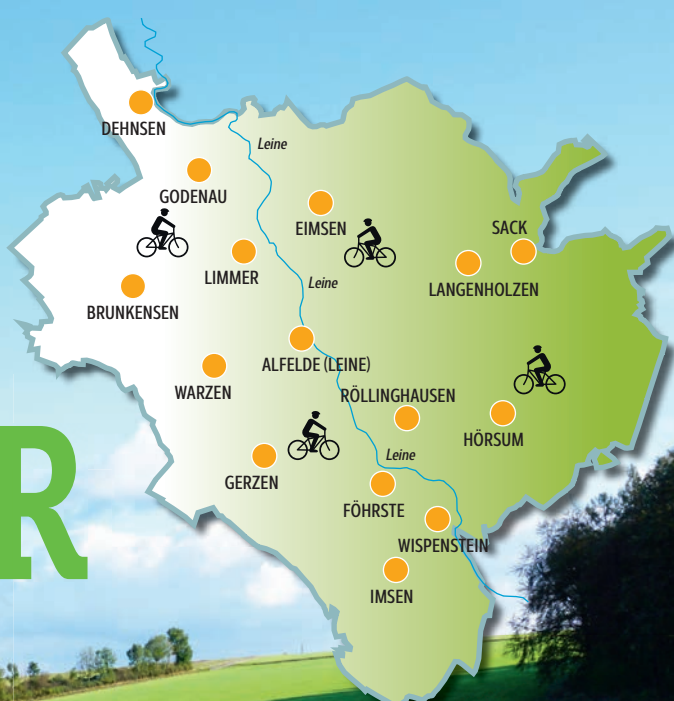 DEHNSEN
Leine
GODENAU
EIMSEN
SACK
LIMMER
Leine
LANGENHOLZEN
BRUNKENSEN
ALFELDE (LEINE)
WARZEN
RÖLLINGHAUSEN
HÖRSUM
R
Leine
GERZEN
FÖHRSTE
WISPENSTEIN
IMSEN